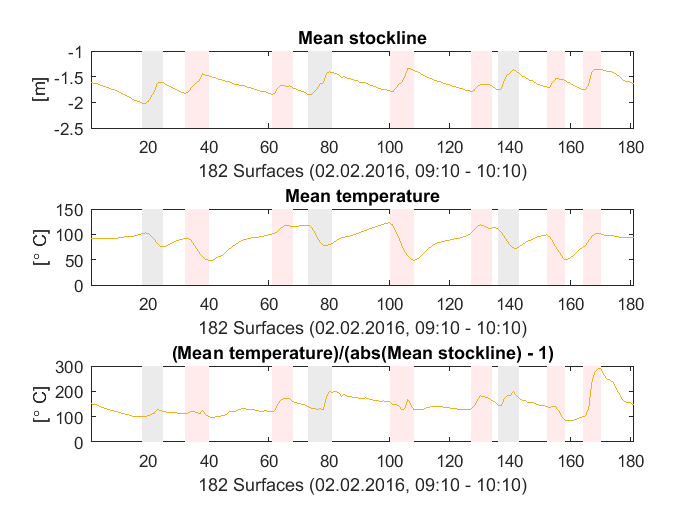 Mean stockline
-1
-1.5
-2
-2.5
[m]
20 40 60 80 100 120 140 160 180
182 Surfaces (02.02.2016, 09:10 - 10:10)
Mean temperature
150
100
50
0
[° C]
20 40 60 80 100 120 140 160 180
182 Surfaces (02.02.2016, 09:10 - 10:10)
(Mean temperature)/(abs(Mean stockline) - 1)
300
200
100
0
[° C]
20 40 60 80 100 120 140 160 180
182 Surfaces (02.02.2016, 09:10 - 10:10)